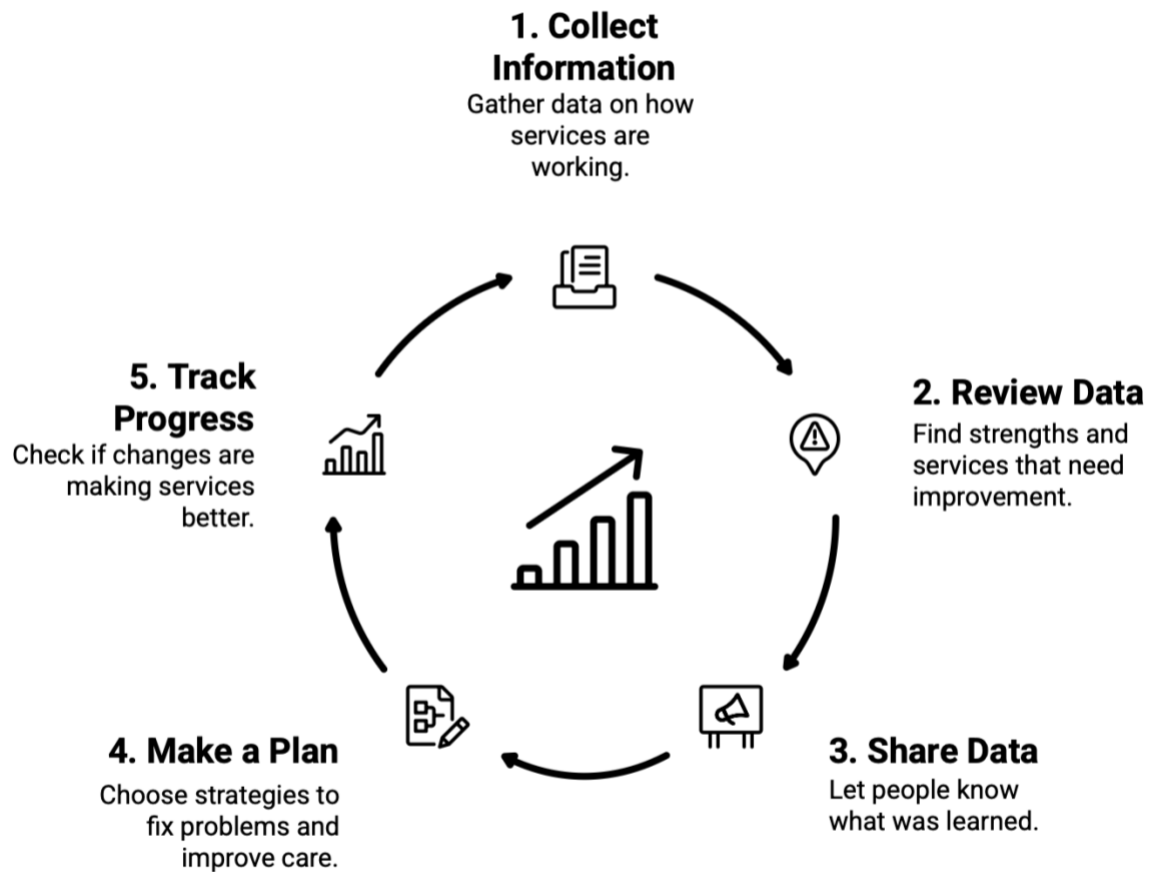 1. Collect
Information
Gather data on how
services are
working.
2. Review Data
Find strengths and
services that need
improvement.
3. Share Data
Let people know
what was learned.
4. Make a Plan
Choose strategies to
fix problems and
improve care.
5. Track
Progress
Check if changes are
making services
better.